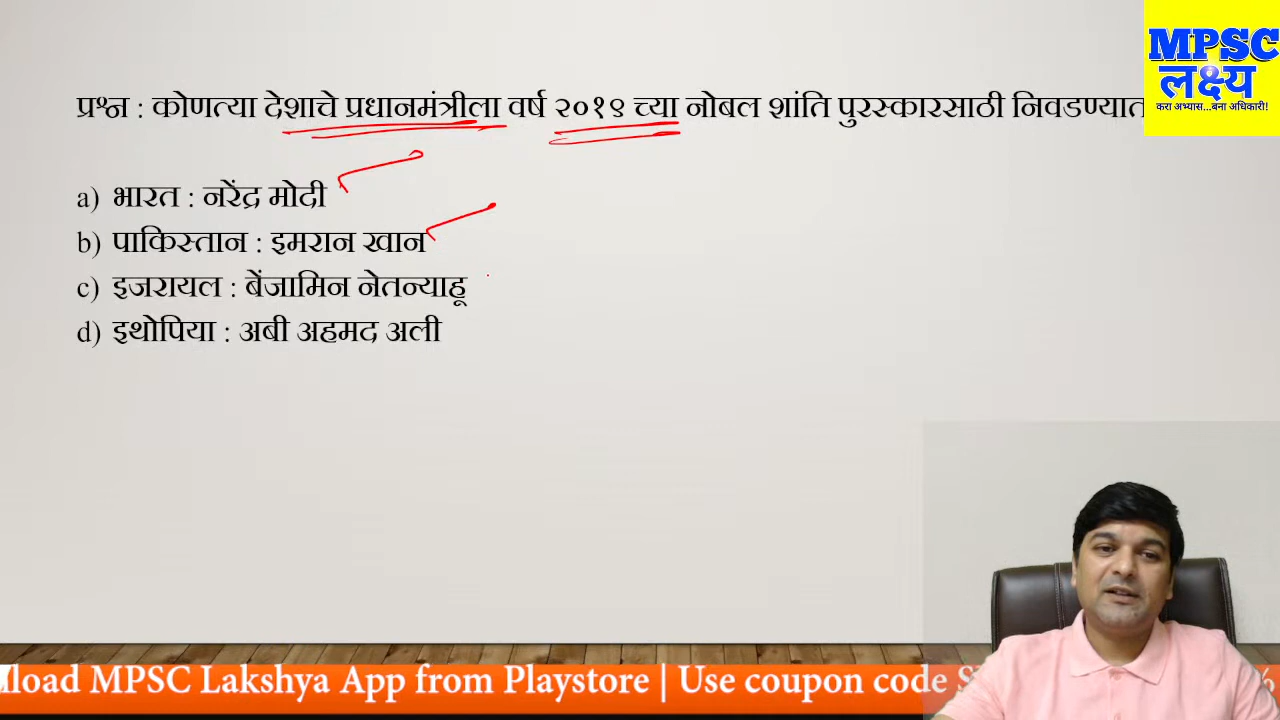 MPSC
लक्ष्य
करा अभ्यास...बना अधिकारी!
प्रश्न : कोणत्या देशाचे प्रधानमंत्रीला वर्ष २०१९ च्या नोबल शांति पुरस्कारसाठी निवडण्यात
a) भारत : नरेंद्र मोदी
b) पाकिस्तान : इमरान खान
c) इजरायल : बेंजामिन नेतन्याहू
d) इथोपिया : अबी अहमद अली
load MPSC Lakshya App from Playstore | Use coupon code